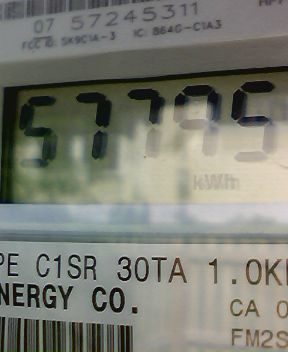 07 57245311
FCC ID: SK9C1A-3 IC: 864G-C1A3
57795
kWh
PE C1SR 30TA 1.0K
NERGY CO.
CA 0
FM2S